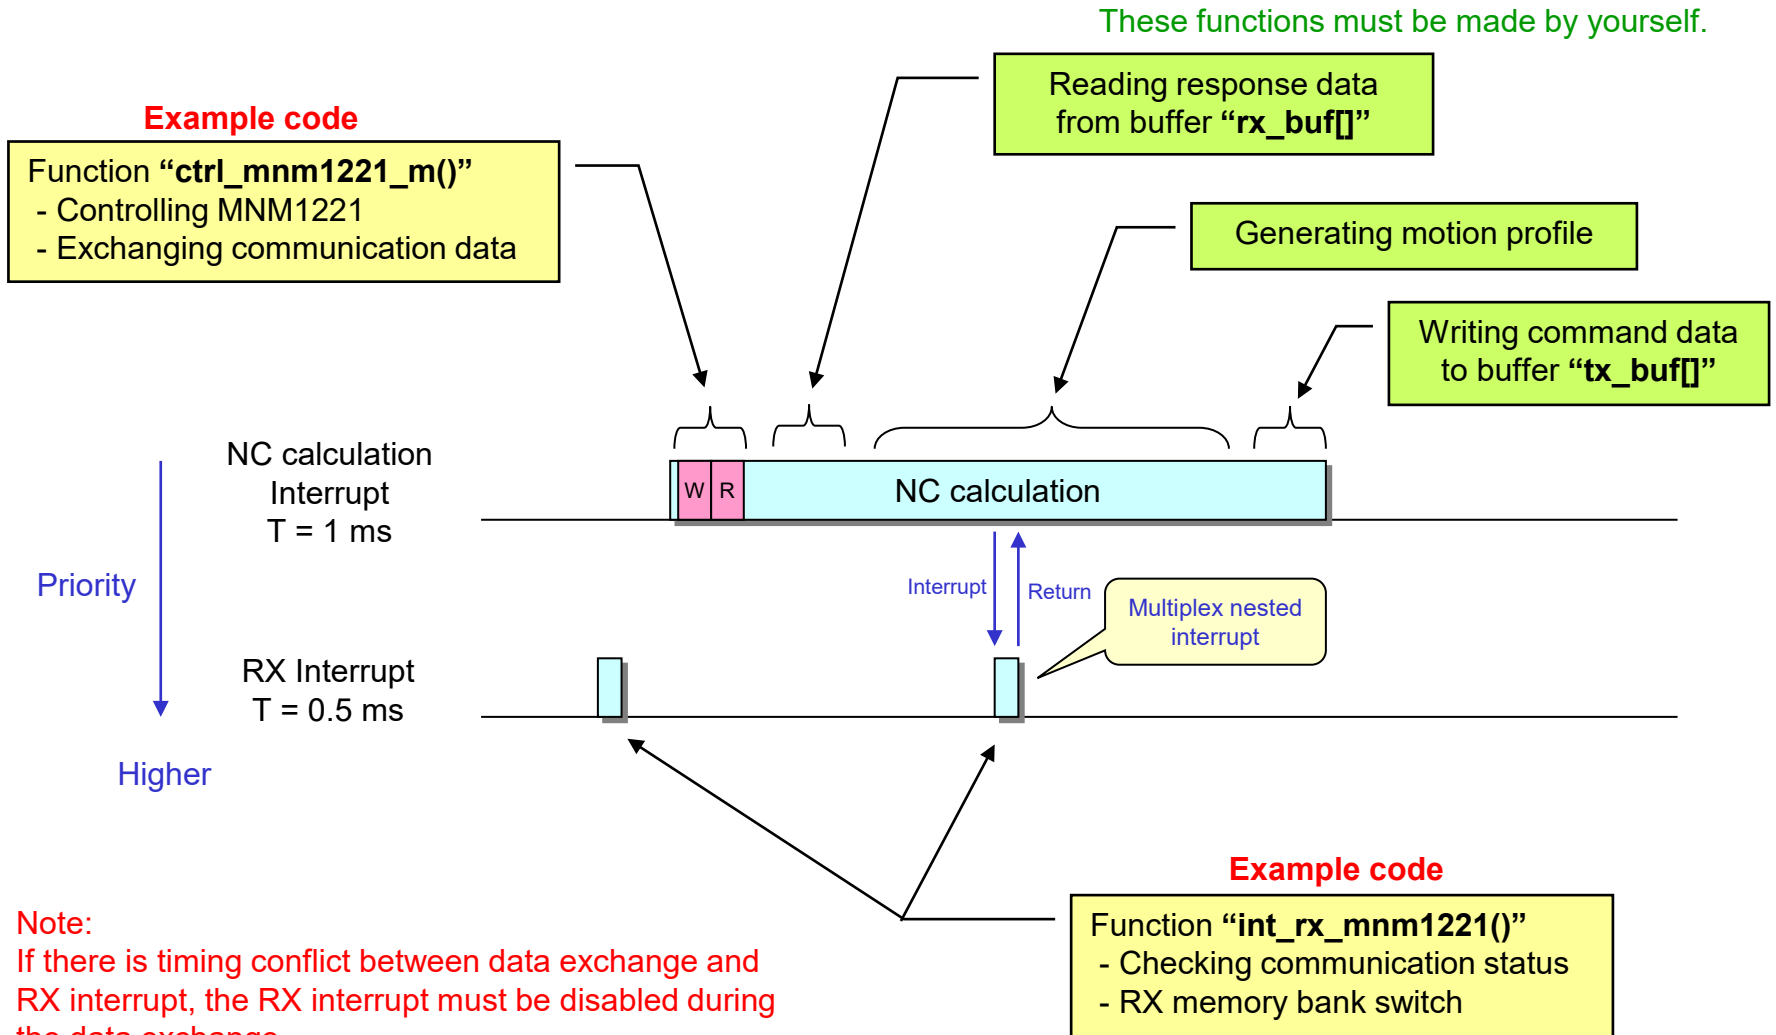 These functions must be made by yourself.
Reading response data
from buffer “rx_buf[]”
Example code
Function “ctrl_mnm1221_m()”
- Controlling MNM1221
- Exchanging communication data
Generating motion profile
Writing command data
to buffer “tx_buf[]”
NC calculation
Interrupt
T = 1 ms
W R
NC calculation
Priority
Interrupt
Return
Multiplex nested
interrupt
RX Interrupt
T = 0.5 ms
Higher
Example code
Function “int_rx_mnm1221()”
- Checking communication status
- RX memory bank switch
Note:
If there is timing conflict between data exchange and
RX interrupt, the RX interrupt must be disabled during
the data exchange